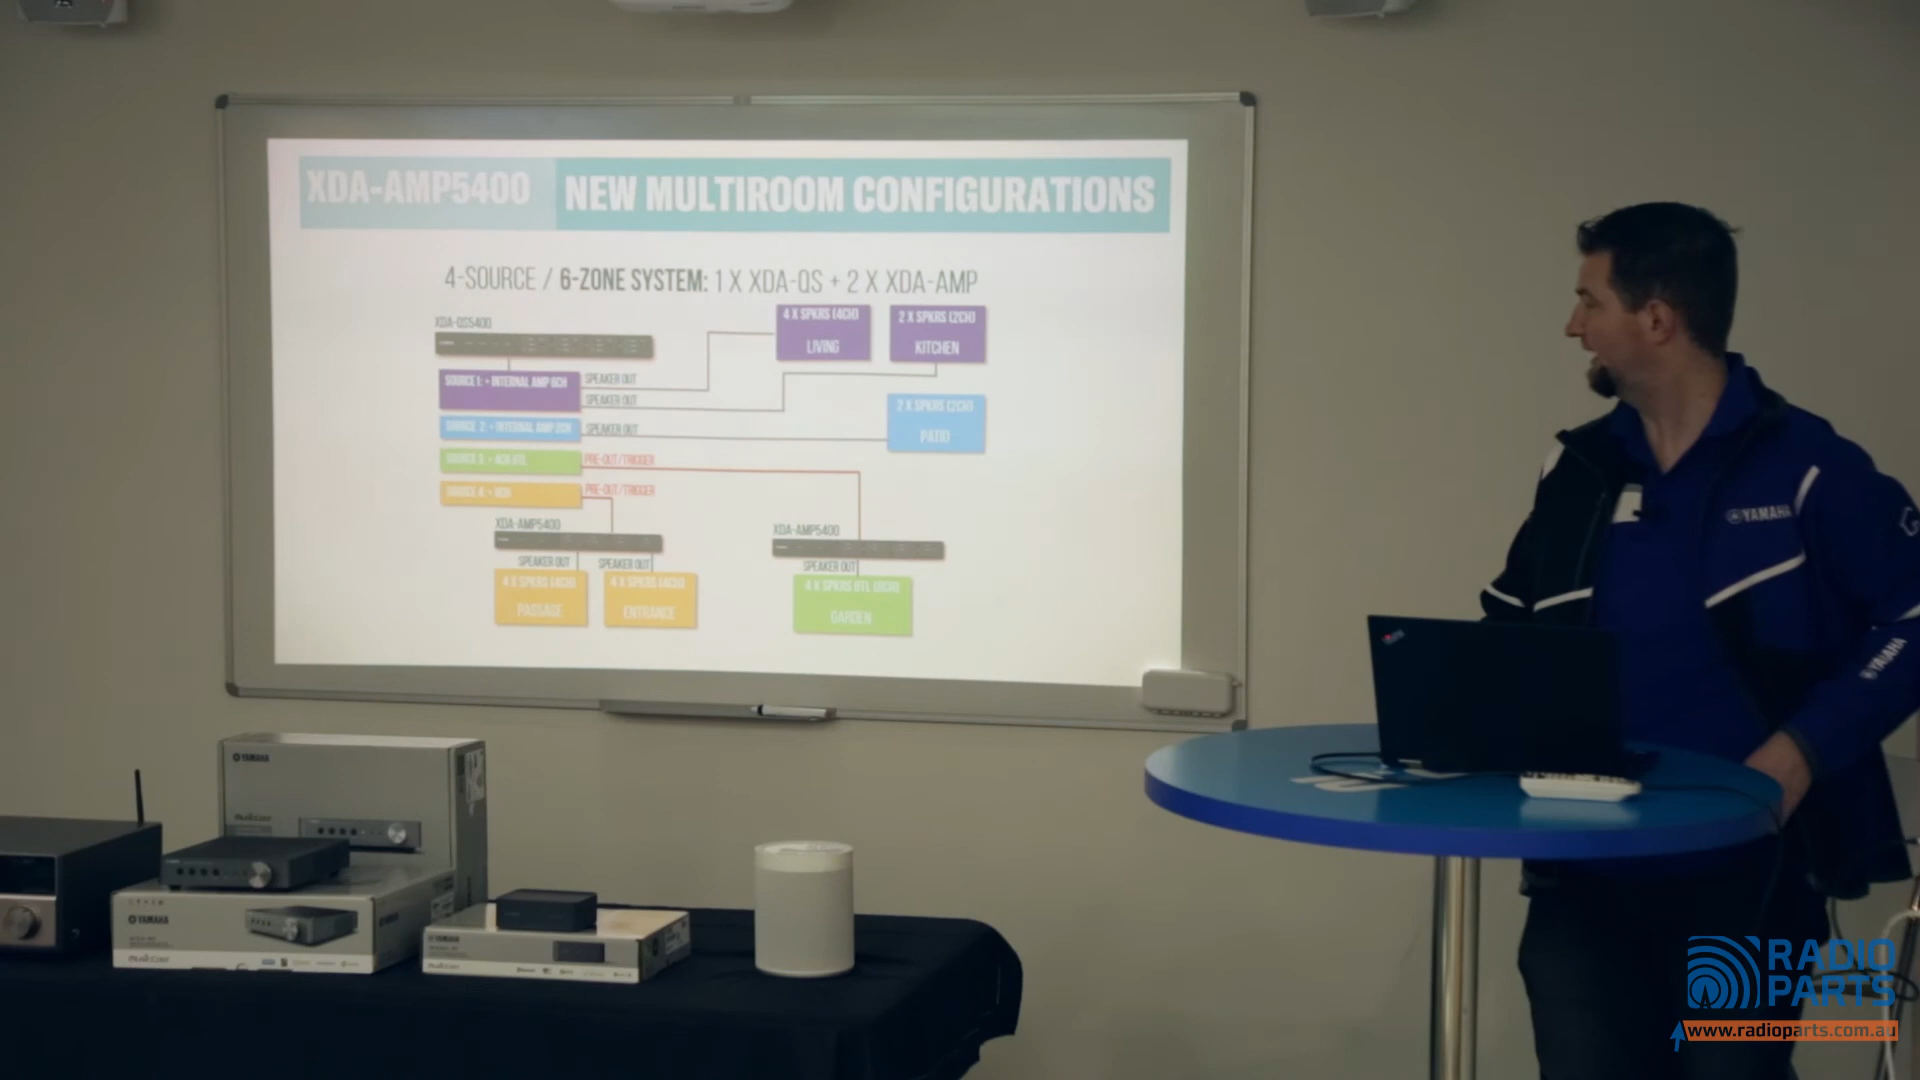 XDA-AMP5400 NEW MULTIROOM CONFIGURATIONS
4-SOURCE / 6-ZONE SYSTEM: 1 X XDA-QS + 2 X XDA-AMP
XDA-QS5400
4 X SPKRS (4CH)
LIVING
2 X SPKRS (2CH)
KITCHEN
SPEAKER OUT
SPEAKER OUT
2 X SPKRS (2CH)
PATIO
SPEAKER OUT
PRE-OUT/TRIGGER
PRE-OUT/TRIGGER
XDA-AMP5400
XDA-AMP5400
SPEAKER OUT
SPEAKER OUT
SPEAKER OUT
4 X SPKRS (4CH)
PASSAGE
4 X SPKRS (4CH)
ENTRANCE
GARDEN
YAMAHA
YAMAHA
YAMAHA
YAMAHA
YAMAHA
RADIO
PARTS
www.radioparts.com.au